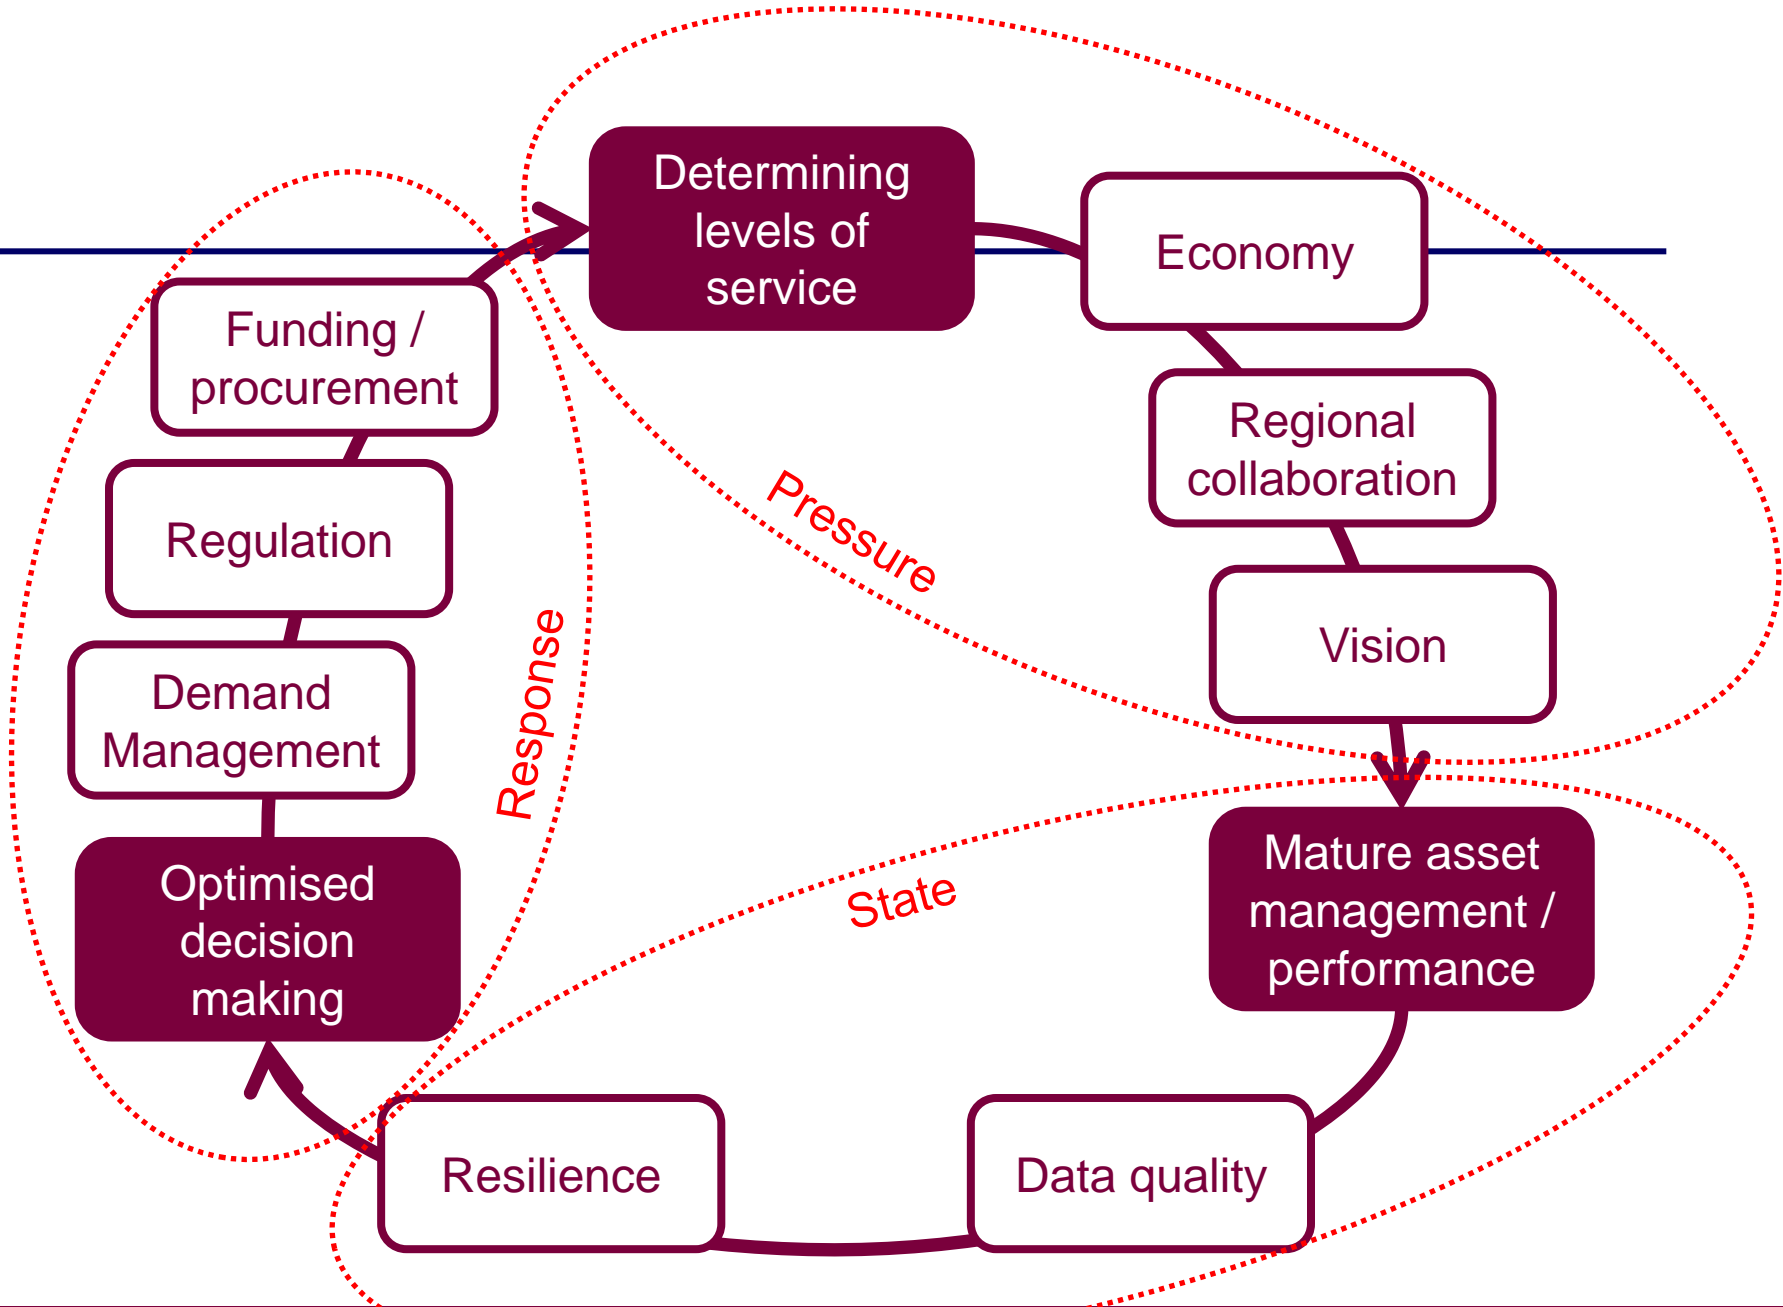 Determining
levels of
service
Economy
Regional
collaboration
Vision
Pressure
Mature asset
management /
performance
State
Data quality
Resilience
Optimised
decision
making
Demand
Management
Regulation
Funding /
procurement
Response